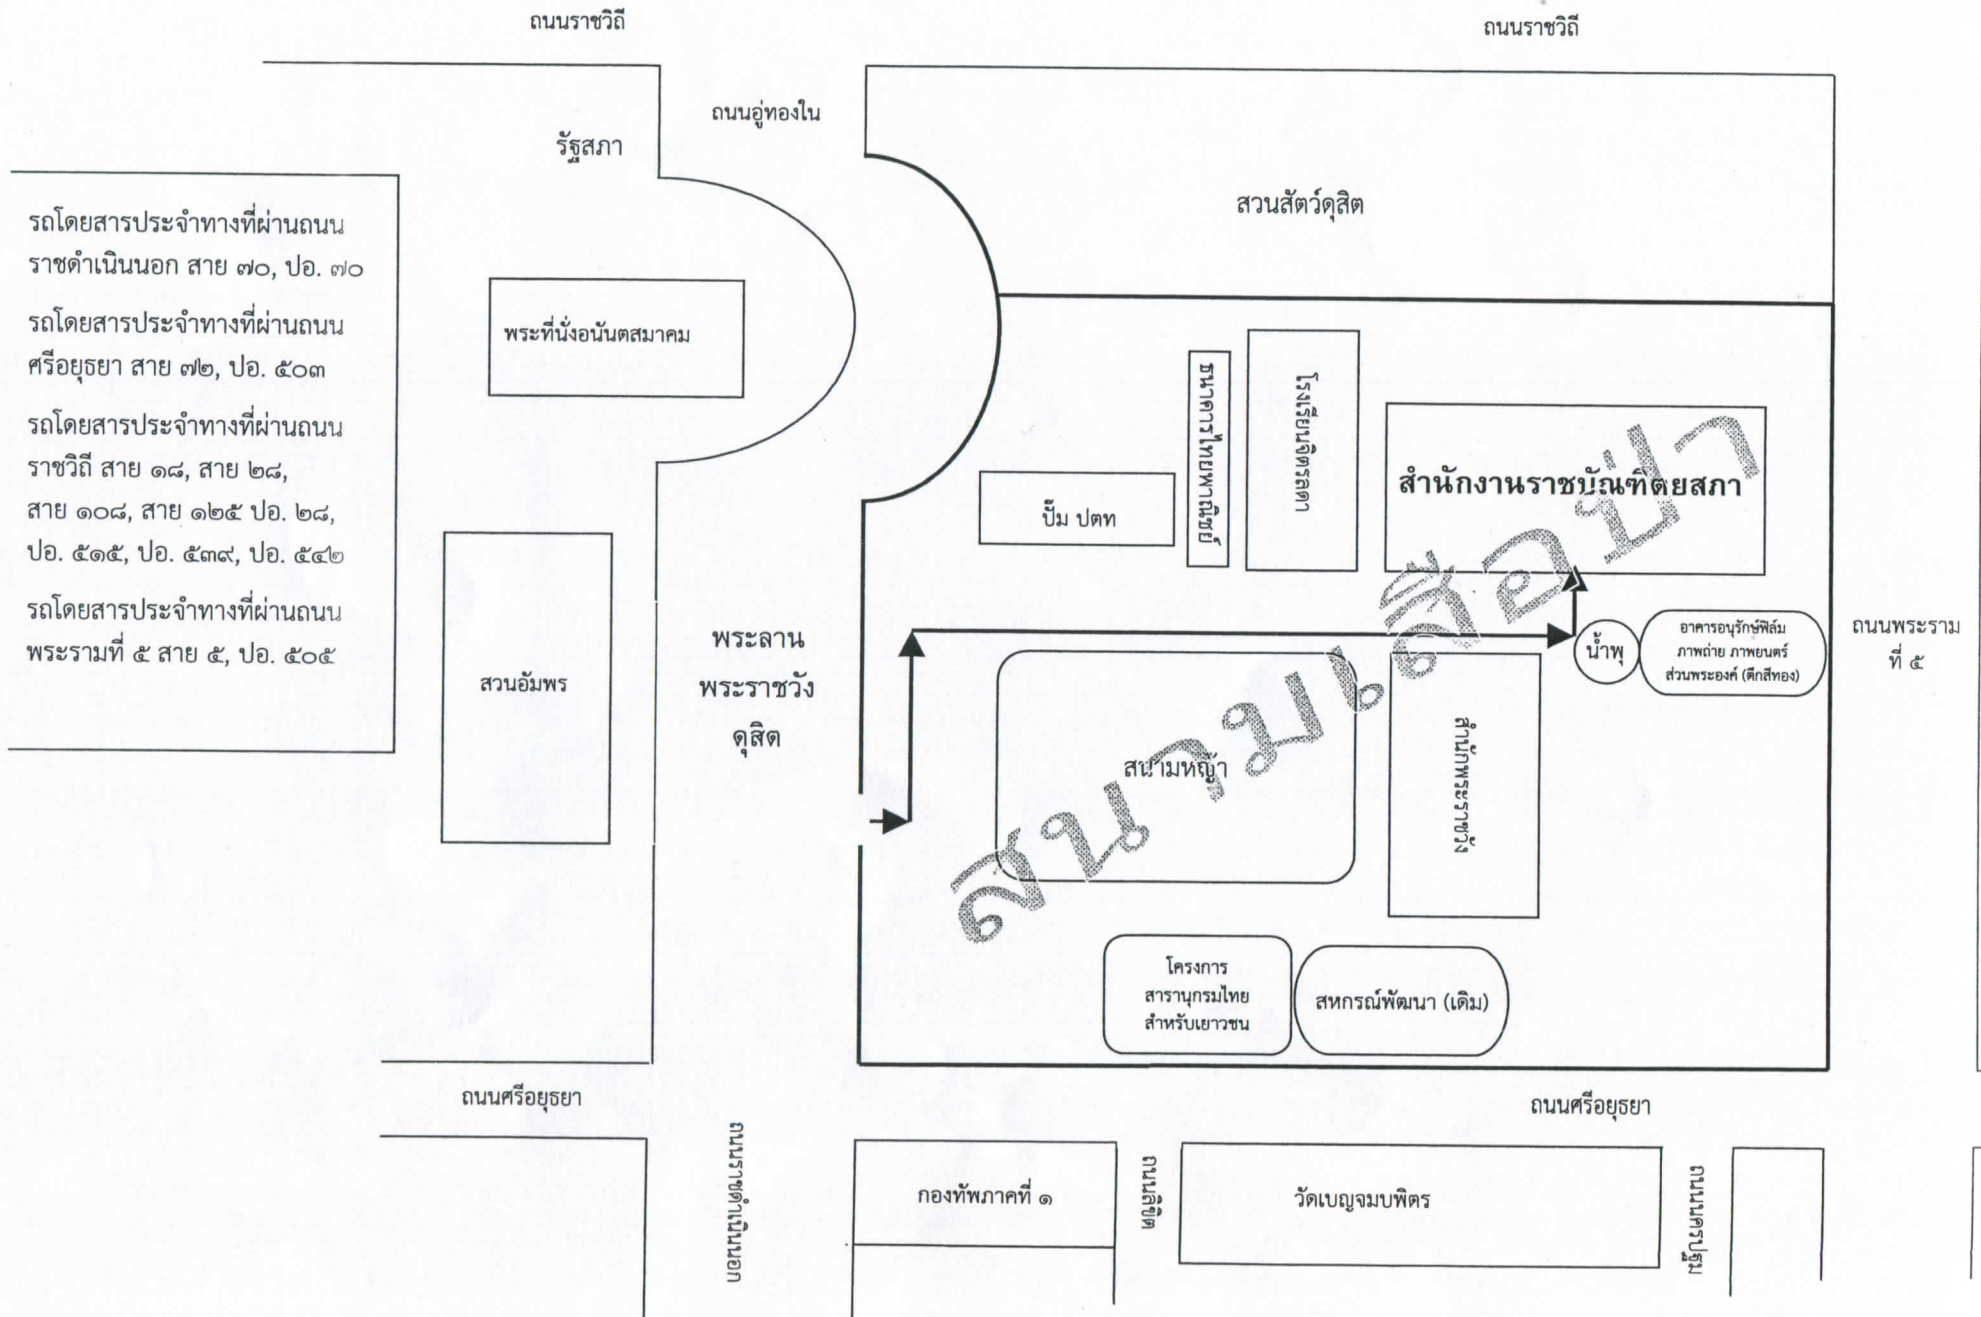 ถนนราชวิถี
ถนนราชวิถี
ถนนอู่ทองใน
รัฐสภา
สวนสัตว์ดุสิต
รถโดยสารประจำทางที่ผ่านถนน
ราชดำเนินนอก สาย ๗๐, ปอ. ๗๐
รถโดยสารประจำทางที่ผ่านถนน
ศรีอยุธยา สาย ๗๒, ปอ. ๕๐๓
รถโดยสารประจำทางที่ผ่านถนน
ราชวิถี สาย ๑๘, สาย ๒๘,
สาย ๑๐๘, สาย ๑๒๕ ปอ. ๒๘,
ปอ. ๕๑๕, ปอ. ๕๓๙, ปอ. ๕๔๒
รถโดยสารประจำทางที่ผ่านถนน
พระรามที่ ๕ สาย ๕, ปอ. ๕๐๕
พระที่นั่งอนันตสมาคม
ธนาคารไทยพาณิชย์
โรงเรียนจิตรลดา
สำนักงานราชบัณฑิตยสภา
ปั๊ม ปตท
สนามเสือป่า
พระลาน
พระราชวัง
ดุสิต
สวนอัมพร
น้ำพุ
อาคารอนุรักษ์ฟิล์ม
ภาพถ่าย ภาพยนตร์
ส่วนพระองค์ (ตึกสีทอง)
ถนนพระราม
ที่ ๕
สนามหญ้า
สำนักพระราชวัง
โครงการ
สารานุกรมไทย
สำหรับเยาวชน
สหกรณ์พัฒนา (เดิม)
ถนนศรีอยุธยา
ถนนศรีอยุธยา
ถนนราชดำเนินนอก
กองทัพภาคที่ ๑
ถนนลิขิต
วัดเบญจมบพิตร
ถนนนครปฐม